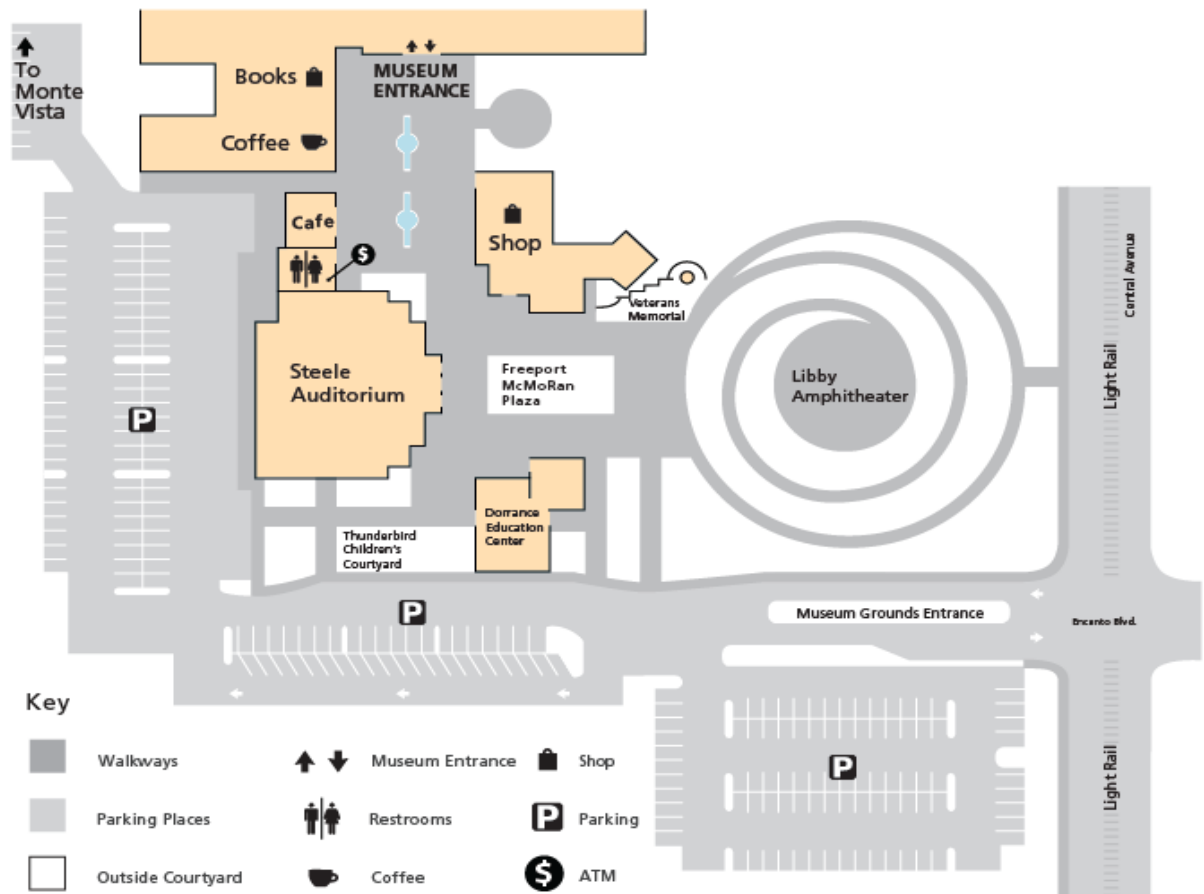 To
Monte
Vista
Books
MUSEUM
ENTRANCE
Coffee
Cafe
$
Shop
Veterans
Memorial
Central Avenue
Light Rail
Steele
Auditorium
Freeport
McMoRan
Plaza
Libby
Amphitheater
P
Dorrance
Education
Center
Thunderbird
Children's
Courtyard
P
Museum Grounds Entrance
Encanto Blvd.
P
Light Rail
Key
Walkways
Museum Entrance
Shop
Parking Places
Restrooms
P
Parking
Outside Courtyard
Coffee
$
ATM